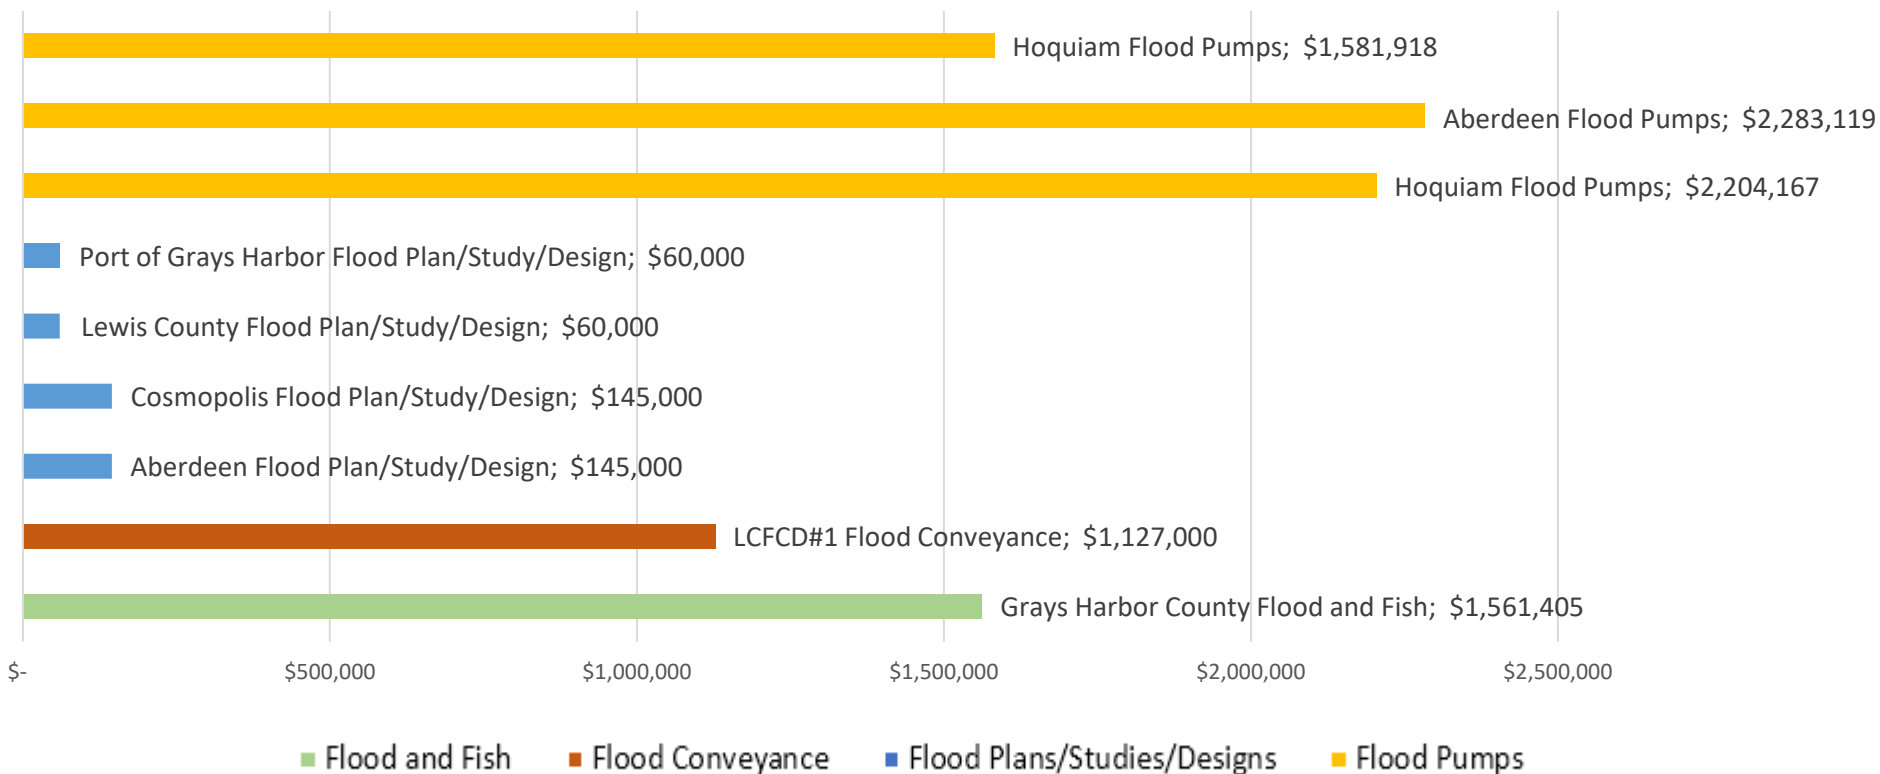 Hoquiam Flood Pumps; $1,581,918
Aberdeen Flood Pumps; $2,283,119
Hoquiam Flood Pumps; $2,204,167
Port of Grays Harbor Flood Plan/Study/Design; $60,000
Lewis County Flood Plan/Study/Design; $60,000
Cosmopolis Flood Plan/Study/Design; $145,000
Aberdeen Flood Plan/Study/Design; $145,000
LCFCD#1 Flood Conveyance; $1,127,000
Grays Harbor County Flood and Fish; $1,561,405
$- $500,000 $1,000,000 $1,500,000 $2,000,000 $2,500,000
Flood and Fish Flood Conveyance Flood Plans/Studies/Designs Flood Pumps